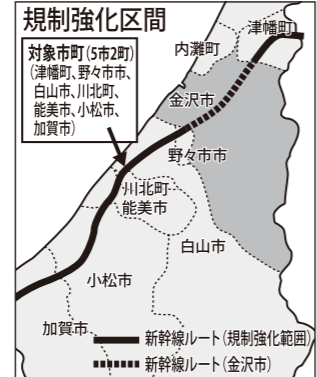 規制強化区間
対象市町(5市2町)
(津幡町、野々市市、
白山市、川北町、
能美市、小松市、
加賀市)
津幡町
内灘町
金沢市
野々市市
川北町
能美市
白山市
小松市
加賀市
新幹線ルート(規制強化範囲)
新幹線ルート(金沢市)